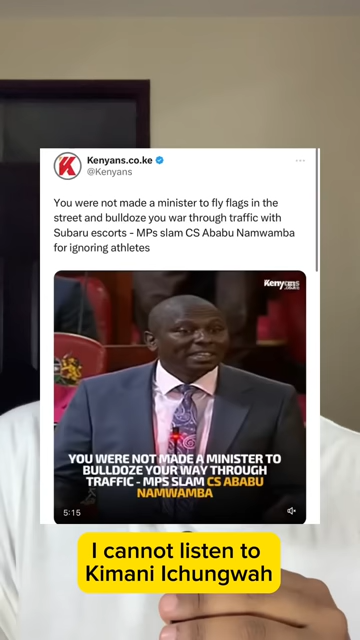 Kenyans.co.ke
@Kenyans
You were not made a minister to fly flags in the
street and bulldoze you war through traffic with
Subaru escorts - MPs slam CS Ababu Namwamba
for ignoring athletes
Kenyans
YOU WERE NOT MADE A MINISTER TO
BULLDOZE YOUR WAY THROUGH
TRAFFIC - MPS SLAM CS ABABU
NAMWAMBA
5:15
I cannot listen to
Kimani Ichungwah